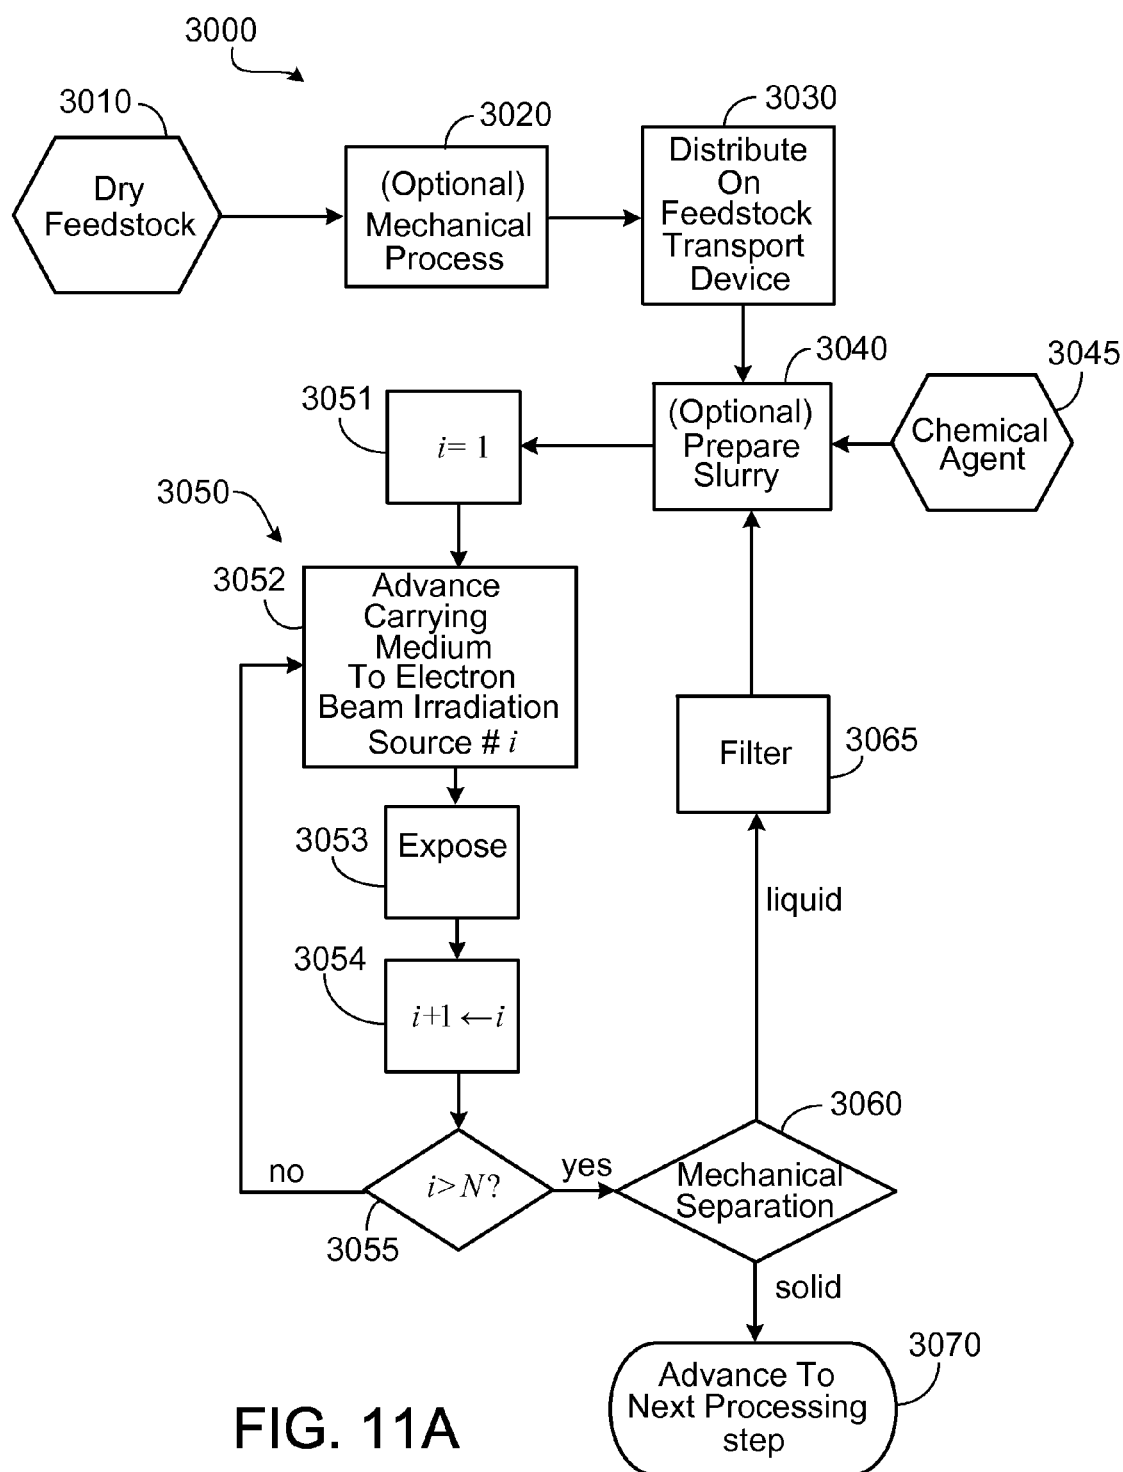 3000
3010
Dry
Feedstock
3020
(Optional)
Mechanical
Process
3030
Distribute
On
Feedstock
Transport
Device
3040
(Optional)
Prepare
Slurry
3045
Chemical
Agent
3051
i= 1
3050
3052
Advance
Carrying
Medium
To Electron
Beam Irradiation
Source # i
3053
Expose
3054
i+1 ←i
3055
i>N?
no
yes
3060
Mechanical
Separation
liquid
Filter
3065
solid
3070
Advance To
Next Processing
step
FIG. 11A